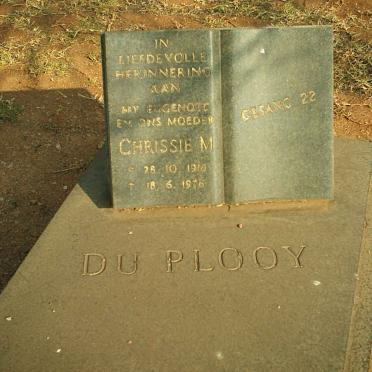 IN
LIEFDEVOLLE
HERINNERING
AAN
MY EGGENOTE
EN ONS MOEDER
CHRISSIE M
* 28. 10. 1916
† 18. 6. 1976
GESANG 22
DU PLOOY